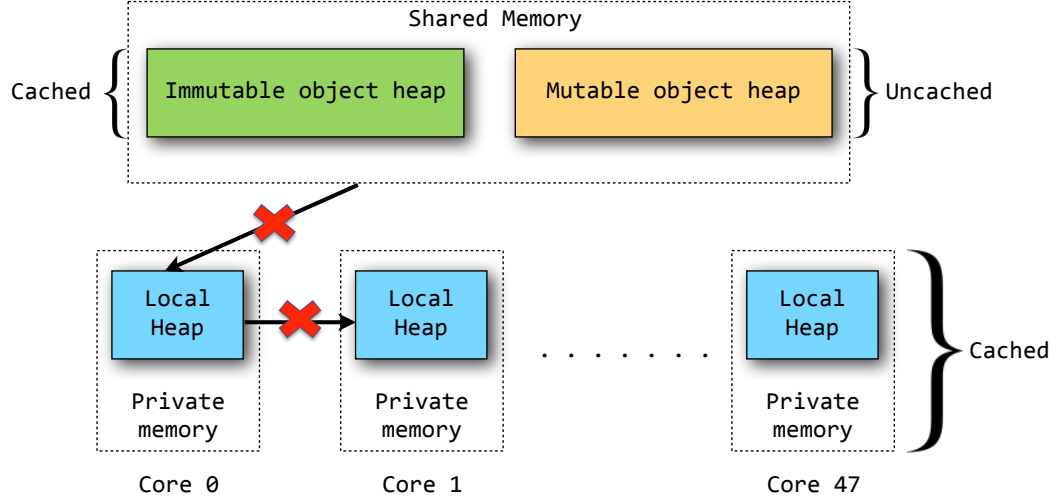 Shared Memory
Cached
Immutable object heap
Mutable object heap
Uncached
Local
Heap
Local
Heap
. . . . . . .
Local
Heap
Cached
Private
memory
Private
memory
Private
memory
Core 0
Core 1
Core 47